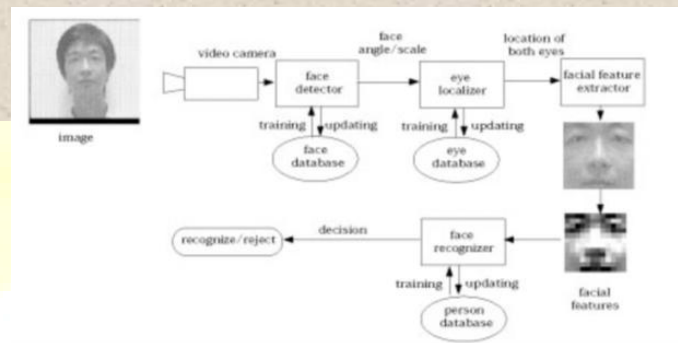 image
video camera
face
detector
training
updating
face
database
face
angle/scale
eye
localizer
training
updating
eye
database
location of
both eyes
facial feature
extractor
facial
features
face
recognizer
training
updating
person
database
decision
recognize/reject